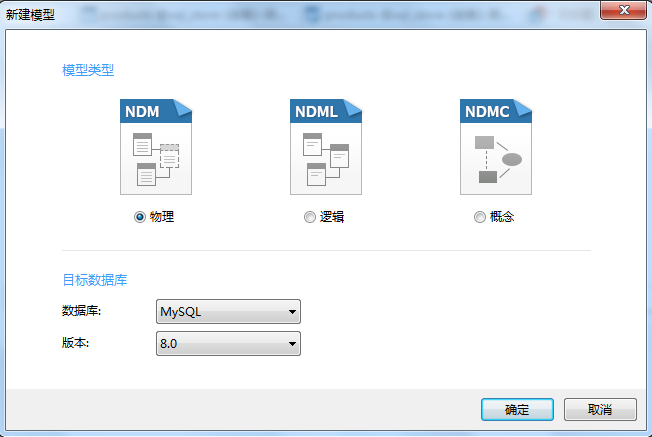 新建模型
模型类型
NDM NDML NDMC
物理 逻辑 概念
目标数据库
数据库: MySQL
版本: 8.0
确定 取消